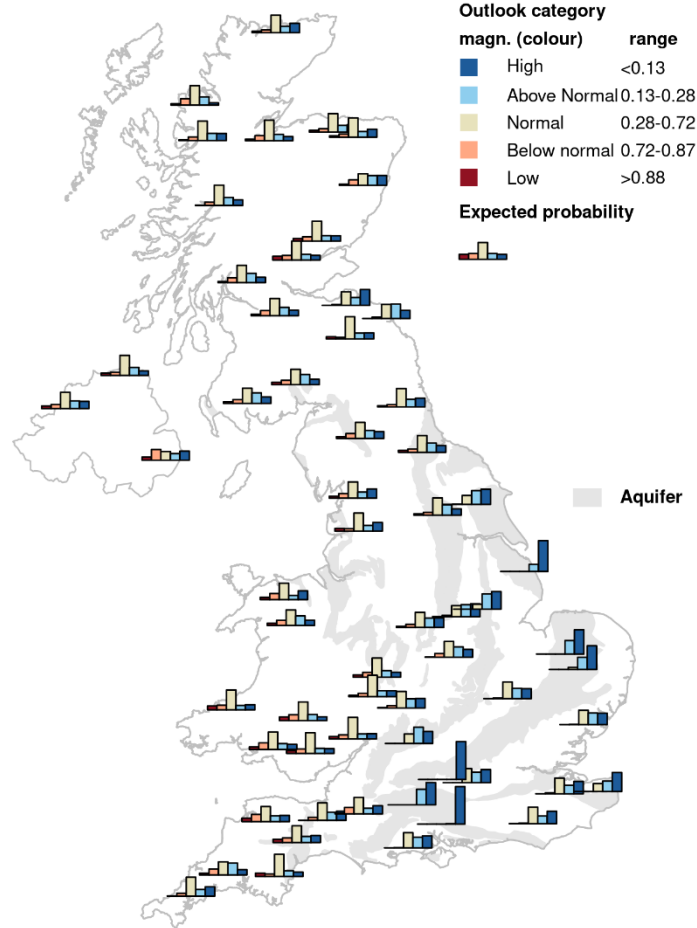 Outlook category
magn. (colour) range
High <0.13
Above Normal 0.13-0.28
Normal 0.28-0.72
Below normal 0.72-0.87
Low >0.88
Expected probability
Aquifer